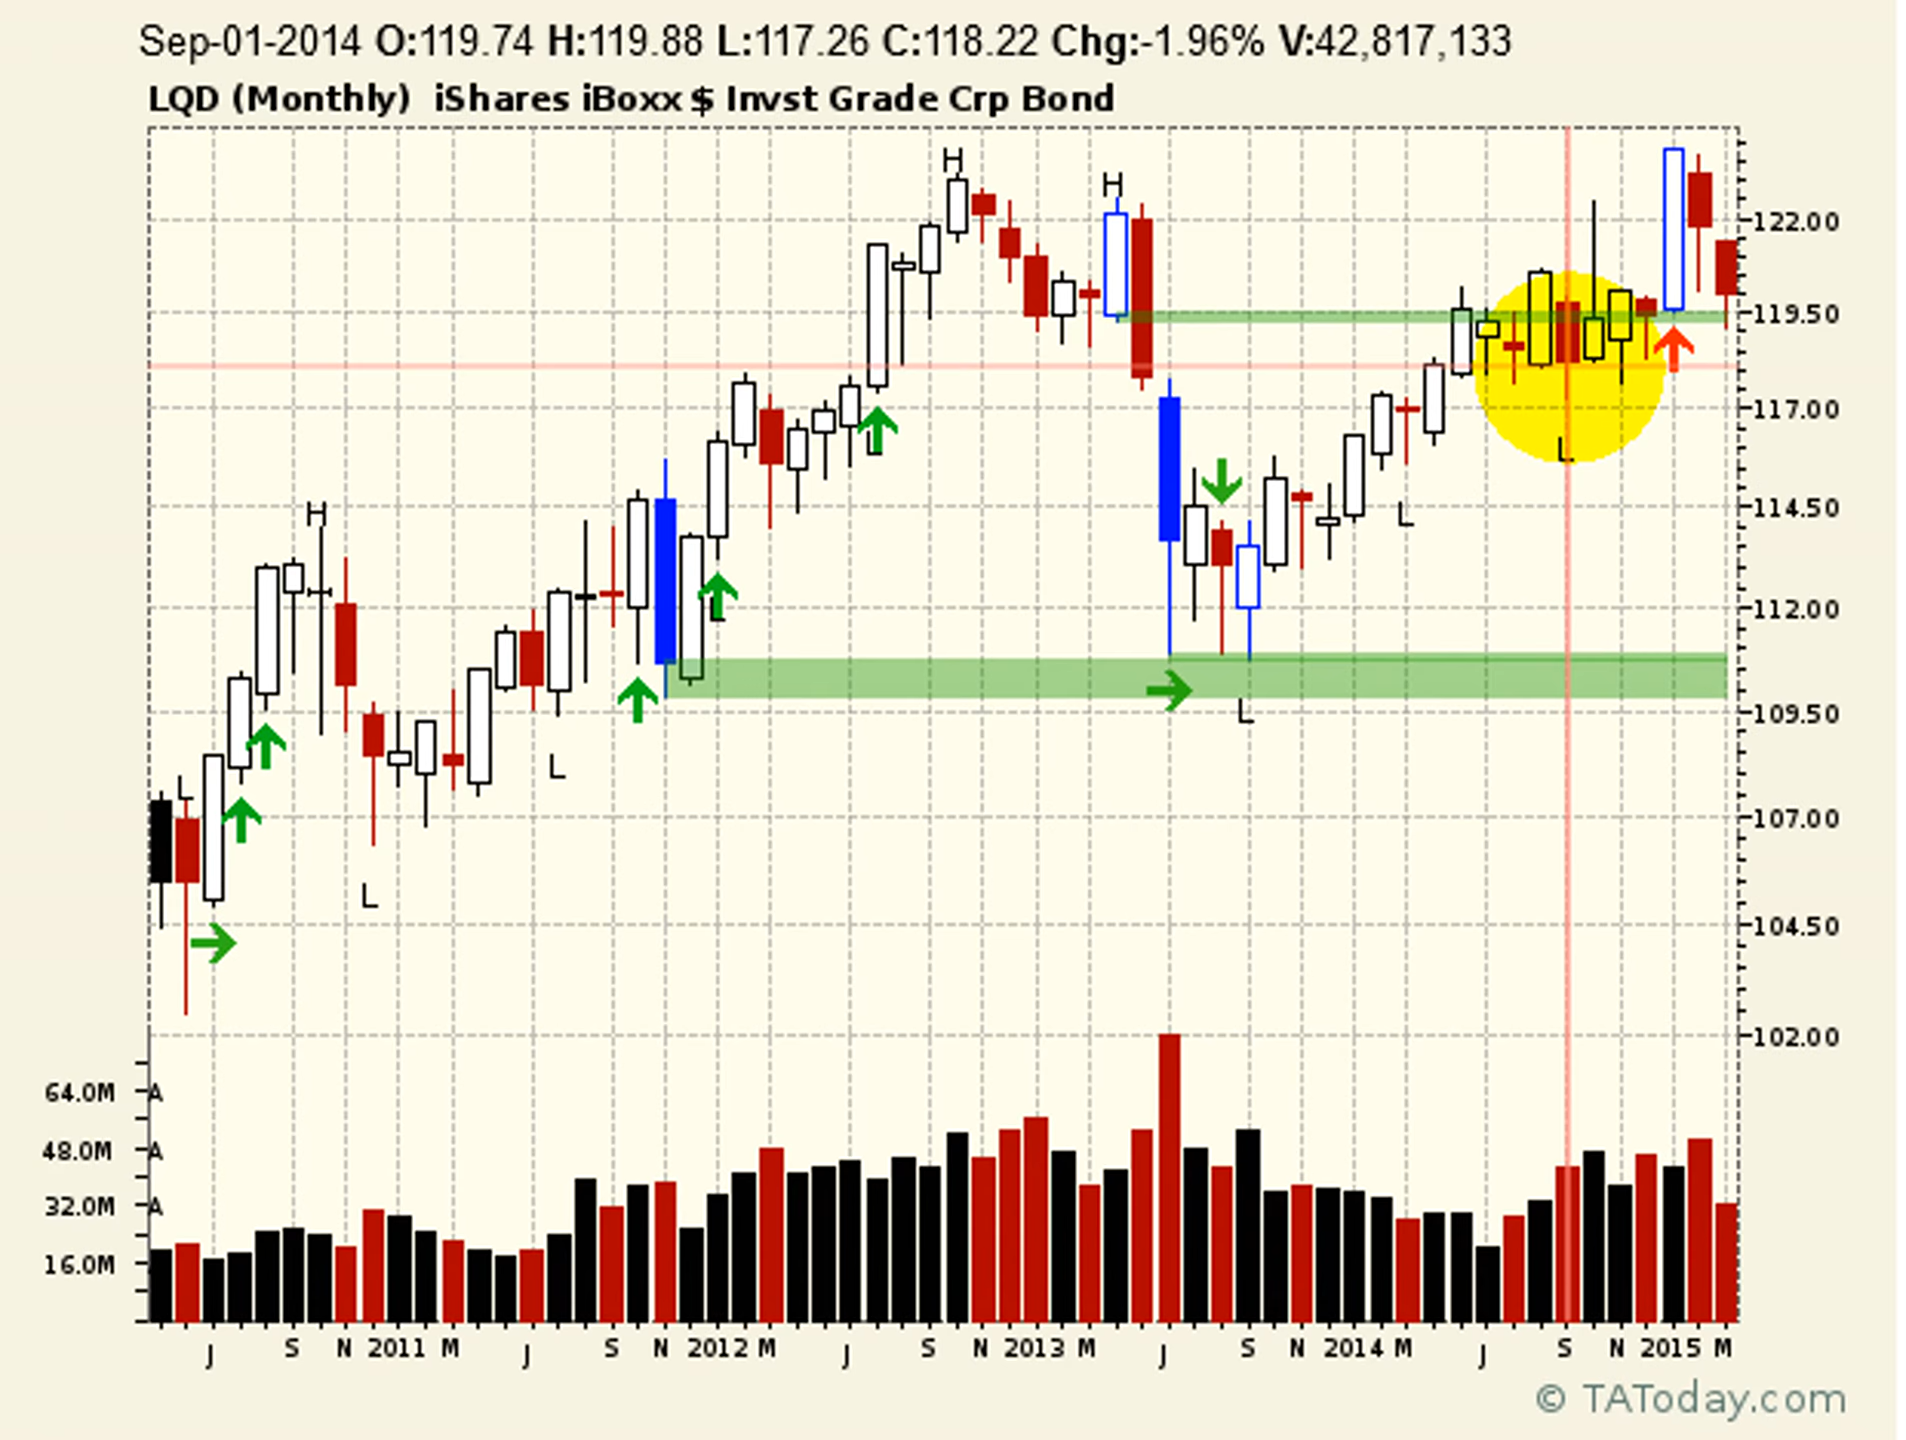 Sep-01-2014 O:119.74 H:119.88 L:117.26 C:118.22 Chg:-1.96% V:42,817,133
LQD (Monthly) iShares iBoxx $ Invst Grade Crp Bond
H
H
H
122.00
119.50
117.00
L
L
114.50
112.00
109.50
L
L
L
107.00
L
104.50
102.00
64.0M A
48.0M A
32.0M A
16.0M
J S N 2011 M J S N 2012 M J S N 2013 M J S N 2014 M J S N 2015 M
© TAToday.com